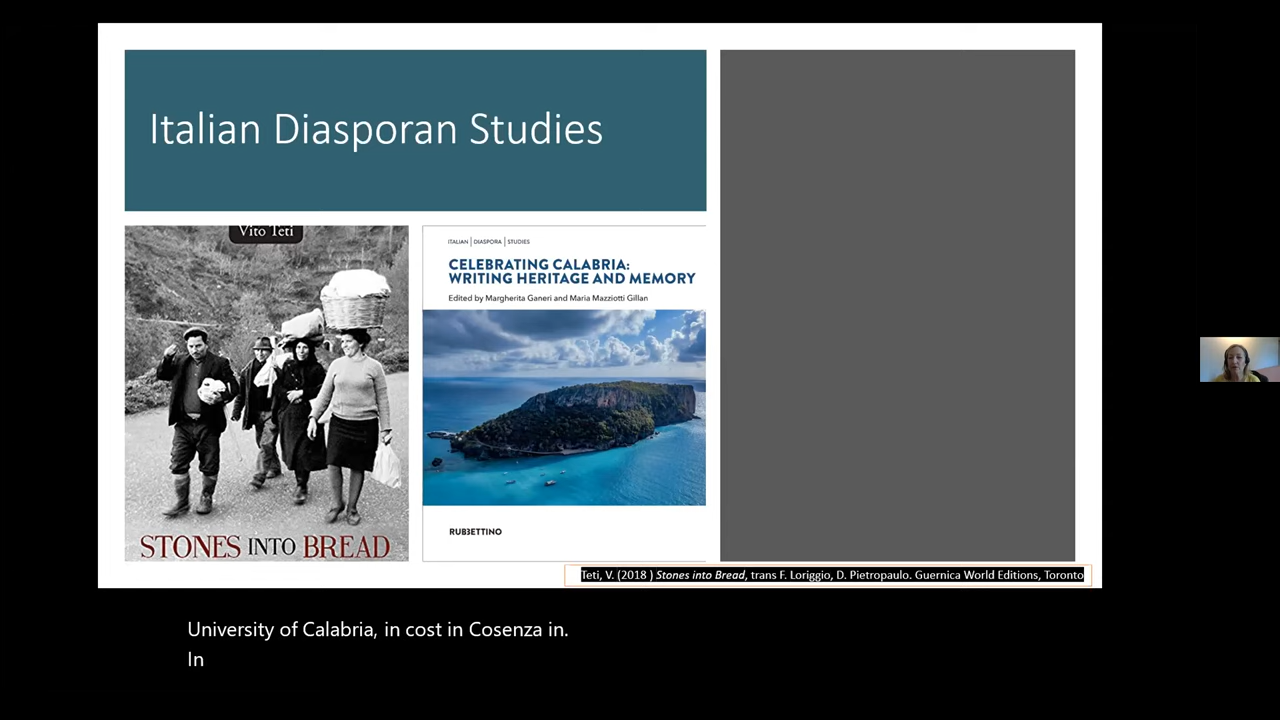 Italian Diasporan Studies
Vito Teti
STONES INTO BREAD
ITALIAN | DIASPORA | STUDIES
CELEBRATING CALABRIA:
WRITING HERITAGE AND MEMORY
Edited by Margherita Ganeri and Maria Mazziotti Gillan
RUBBETTINO
Teti, V. (2018 ) Stones into Bread, trans F. Loriggio, D. Pietropaulo. Guernica World Editions, Toronto
University of Calabria, in cost in Cosenza in.
In